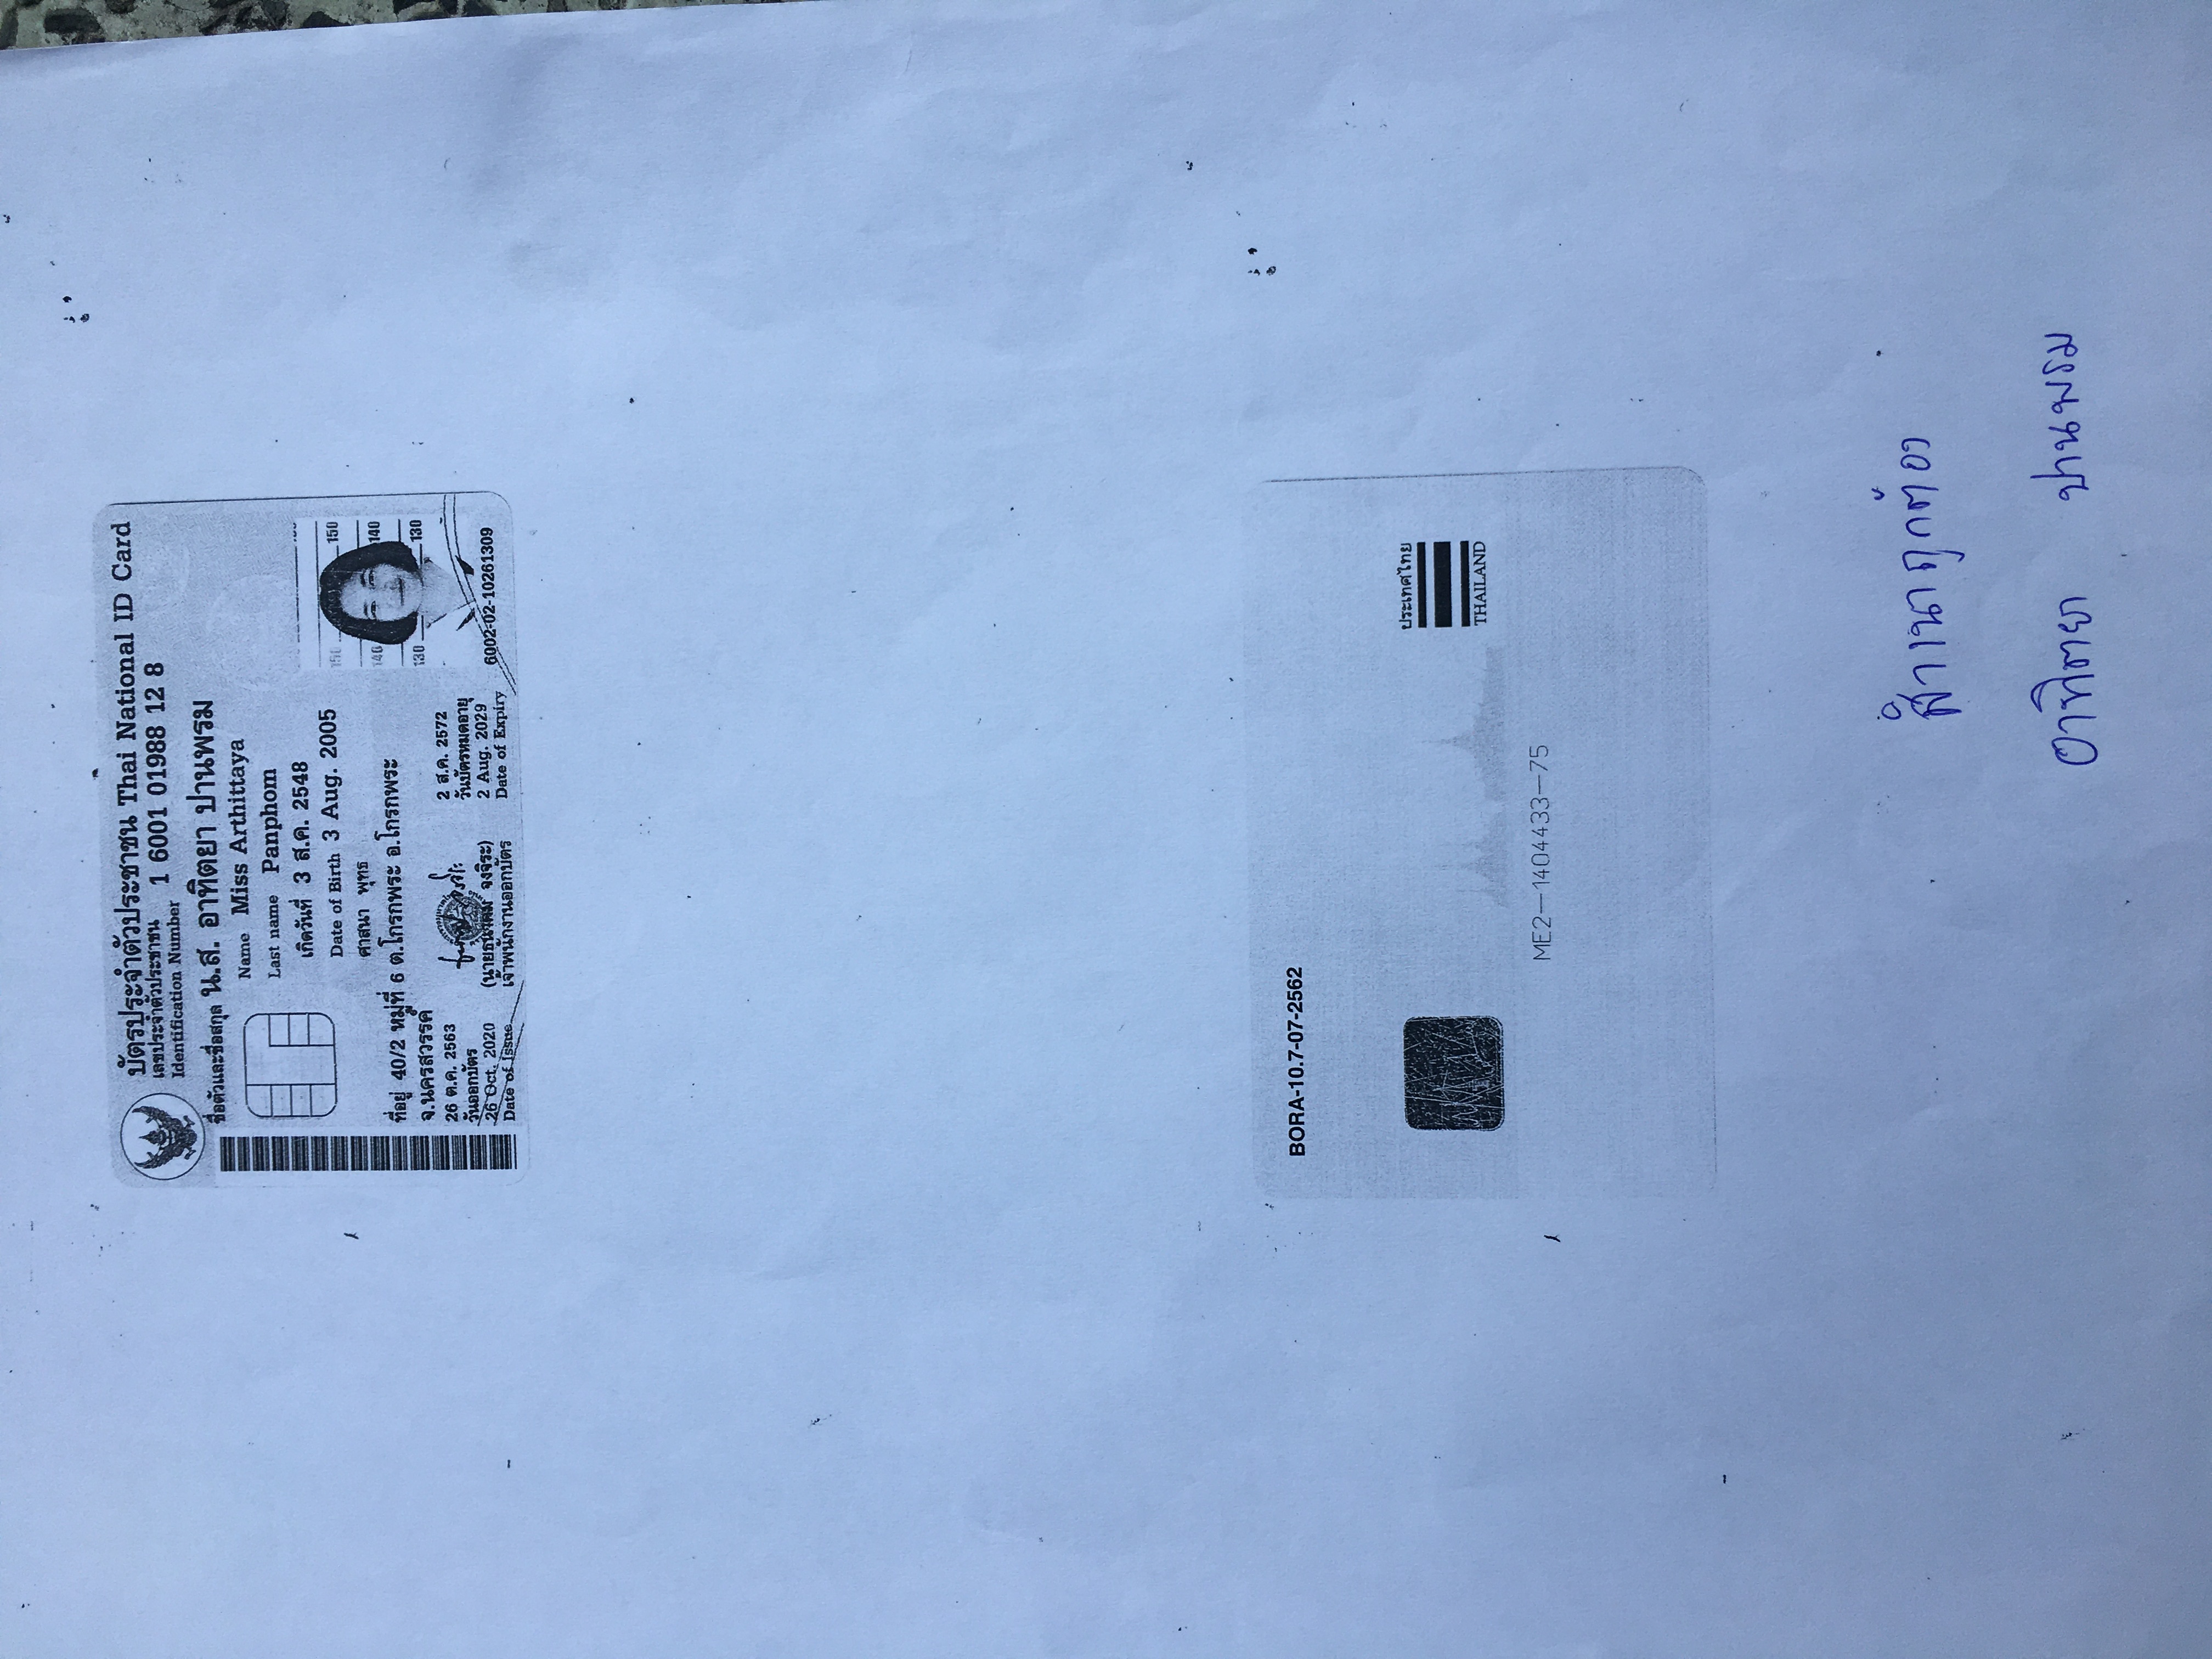 บัตรประจำตัวประชาชน Thai National ID Card
เลขประจำตัวประชาชน
Identification Number 1 6001 01988 12 8
ชื่อตัวและชื่อสกุล น.ส. อาทิตยา ปานพรม
Name Miss Arthittaya
Last name Panphom
เกิดวันที่ 3 ส.ค. 2548
Date of Birth 3 Aug. 2005
ศาสนา พุทธ
ที่อยู่ 40/2 หมู่ที่ 6 ต.โกรกพระ อ.โกรกพระ
จ.นครสวรรค์
150 150
140 140
130 130
26 ต.ค. 2563
วันออกบัตร
26 Oct. 2020
Date of Issue
(นายธนาคม จงจิระ)
เจ้าพนักงานออกบัตร
2 ส.ค. 2572
วันบัตรหมดอายุ
2 Aug. 2029
Date of Expiry
6002-02-10261309
BORA-10.7-07-2562
ประเทศไทย
THAILAND
ME2-1404433-75
สำเนาถูกต้อง
อาทิตยา ปานพรม